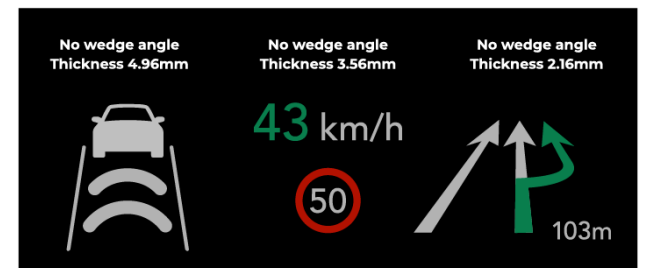 No wedge angle
Thickness 4.96mm
No wedge angle
Thickness 3.56mm
No wedge angle
Thickness 2.16mm
43 km/h
50
103m